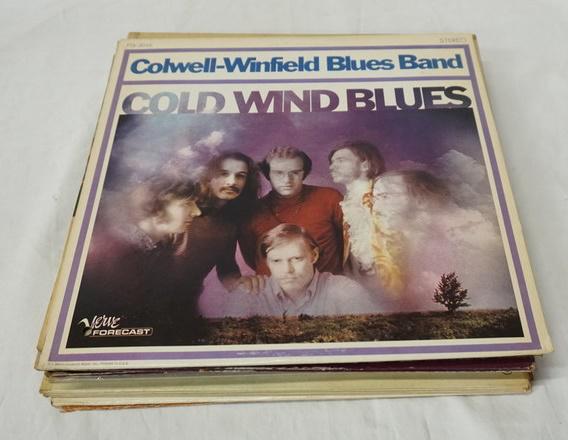 STEREO
Colwell-Winfield Blues Band
COLD WIND BLUES
Verve
FORECAST